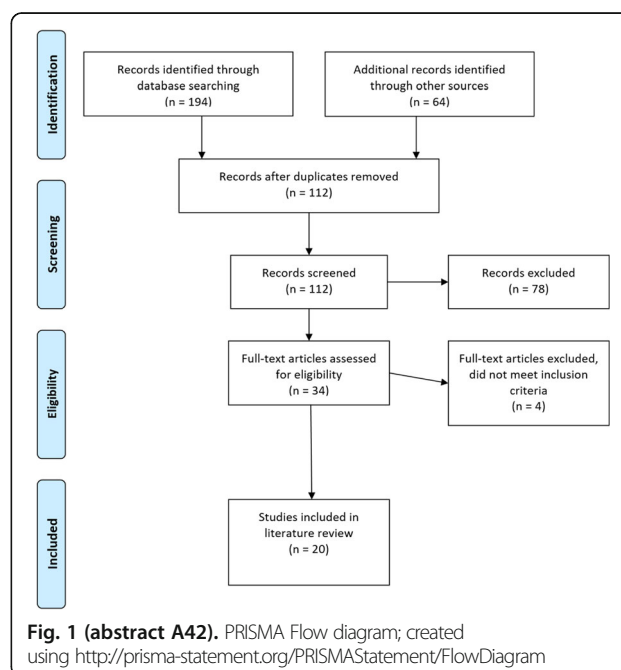 Identification
Records identified through
database searching
(n = 194)
Additional records identified
through other sources
(n = 64)
Records after duplicates removed
(n = 112)
Screening
Records screened
(n = 112)
Records excluded
(n = 78)
Eligibility
Full-text articles assessed
for eligibility
(n = 34)
Full-text articles excluded,
did not meet inclusion
criteria
(n = 4)
Included
Studies included in
literature review
(n = 20)
Fig. 1 (abstract A42). PRISMA Flow diagram; created
using http://prisma-statement.org/PRISMAStatement/FlowDiagram